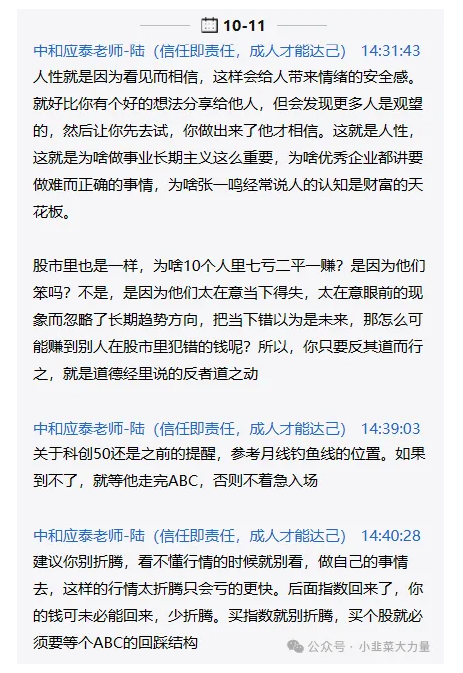 10-11
中和应泰老师-陆（信任即责任，成人才能达己） 14:31:43
人性就是因为看见而相信，这样会给人带来情绪的安全感。
就好比你有个好的想法分享给他人，但会发现更多人是观望
的，然后让你先去试，你做出来了他才相信。这就是人性，
这就是为啥做事业长期主义这么重要，为啥优秀企业都讲要
做难而正确的事情，为啥张一鸣经常说人的认知是财富的天
花板。
股市里也是一样，为啥10个人里七亏二平一赚？是因为他们
笨吗？不是，是因为他们太在意当下得失，太在意眼前的现
象而忽略了长期趋势方向，把当下错以为是未来，那怎么可
能赚到别人在股市里犯错的钱呢？所以，你只要反其道而行
之，就是道德经里说的反者道之动
中和应泰老师-陆（信任即责任，成人才能达己） 14:39:03
关于科创50还是之前的提醒，参考月线钓鱼线的位置。如果
到不了，就等他走完ABC，否则不着急入场
中和应泰老师-陆（信任即责任，成人才能达己） 14:40:28
建议你别折腾，看不懂行情的时候就别看，做自己的事情
去，这样的行情太折腾只会亏的更快。后面指数回来了，你
的钱可未必能回来，少折腾。买指数就别折腾，买个股就必
须要等个ABC的回踩结构
公众号·小韭菜大力量